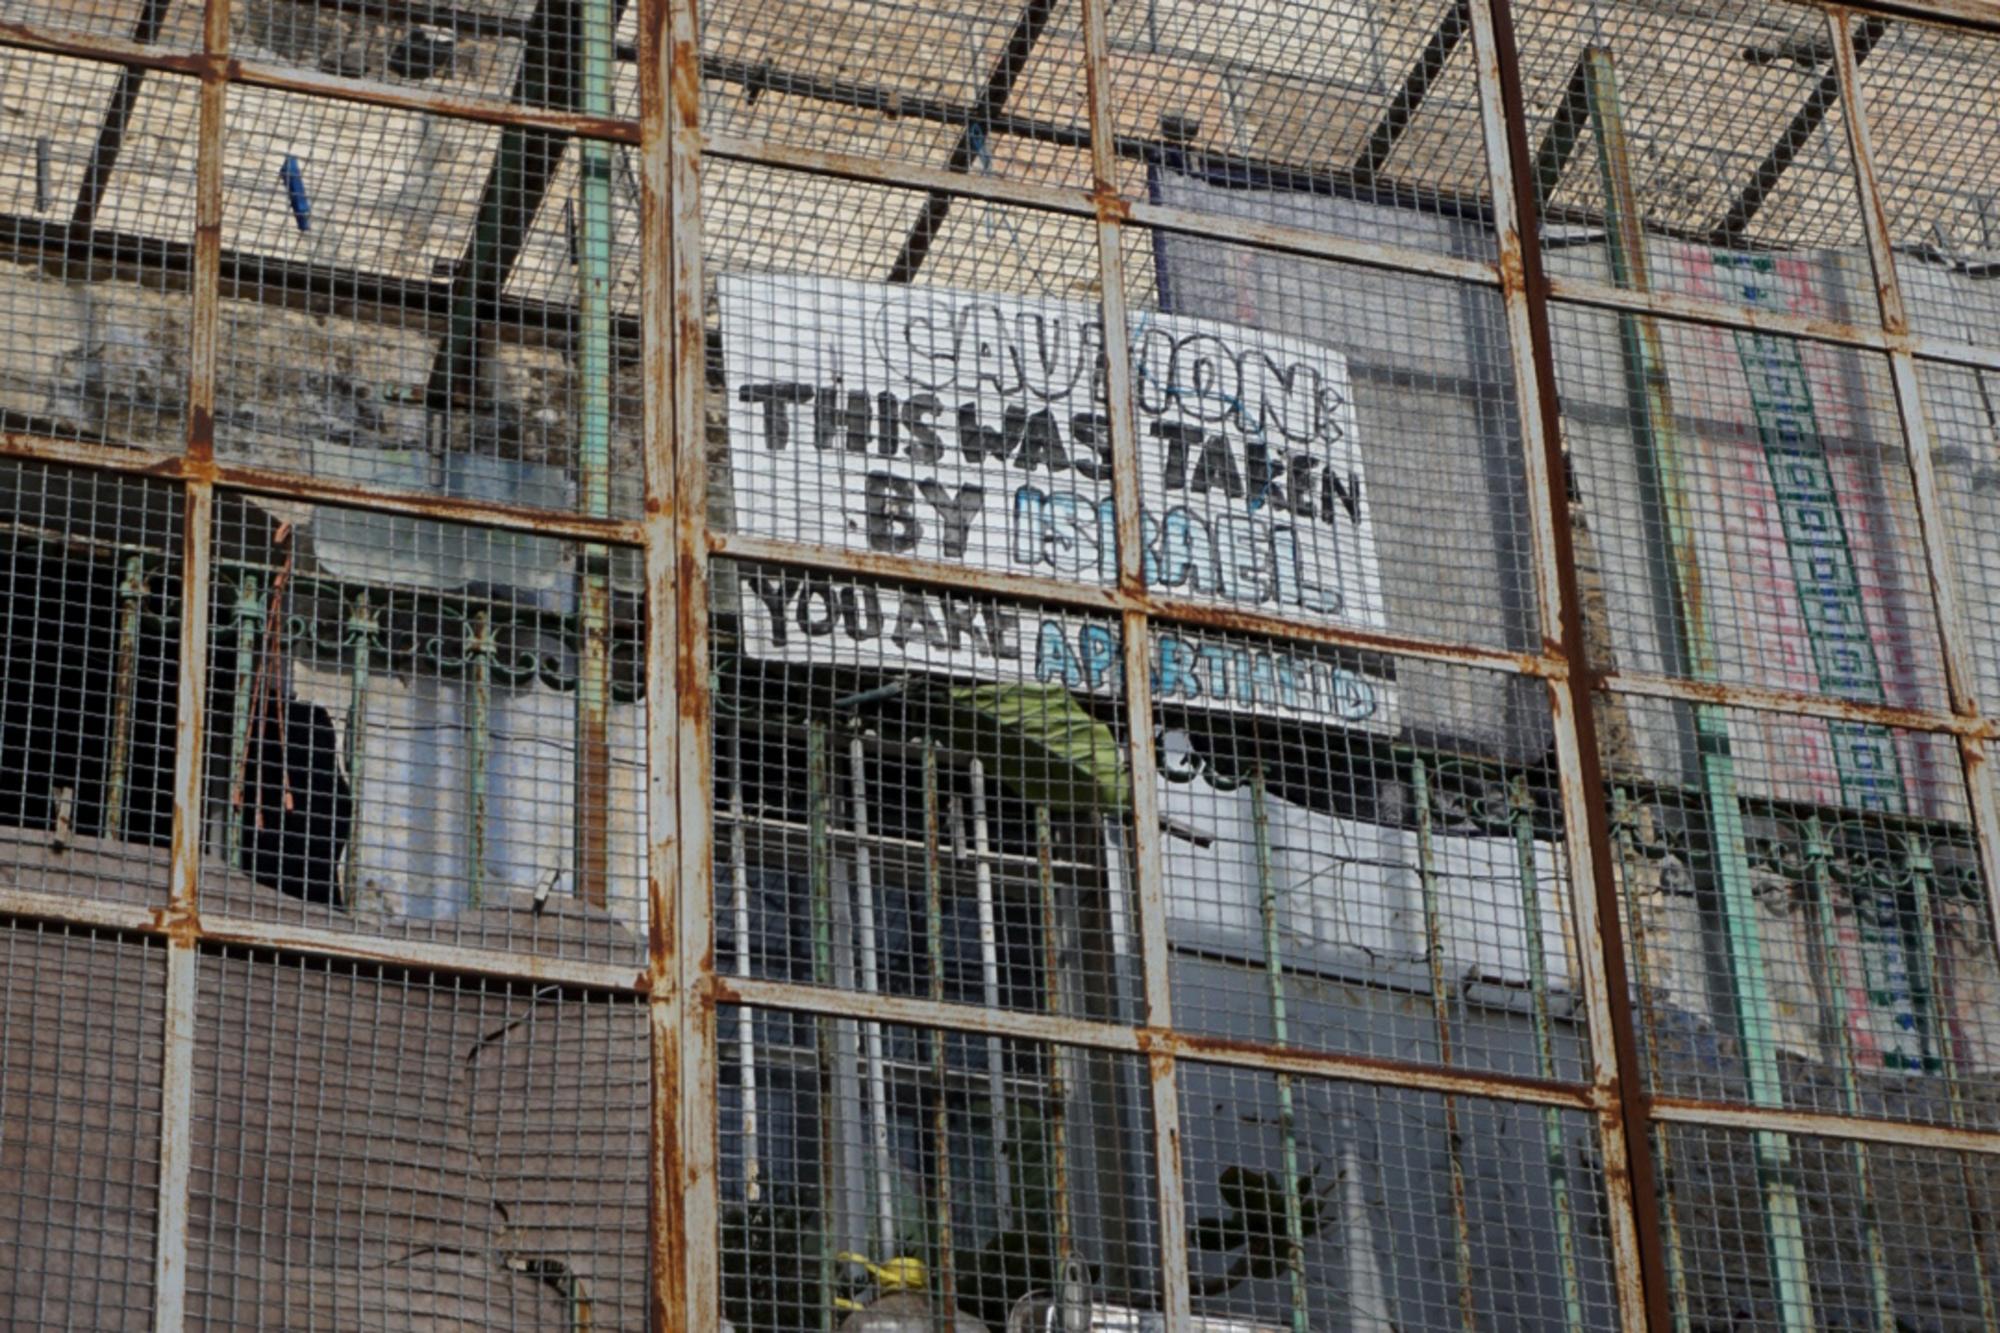 CAUTION:
THIS WAS TAKEN
BY ISRAEL
YOU ARE APARTHEID